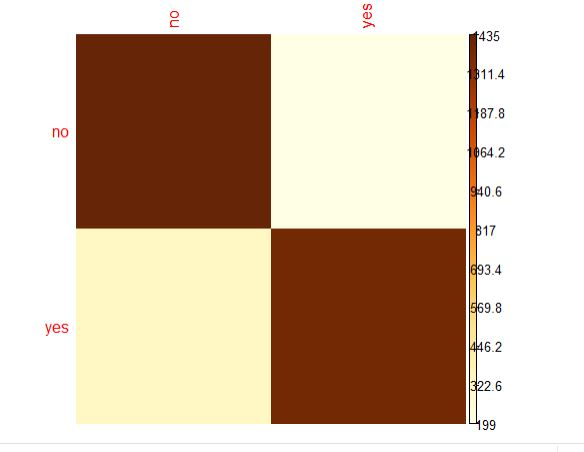 no
yes
no
yes
1435
1311.4
1187.8
1064.2
940.6
817
693.4
569.8
446.2
322.6
199